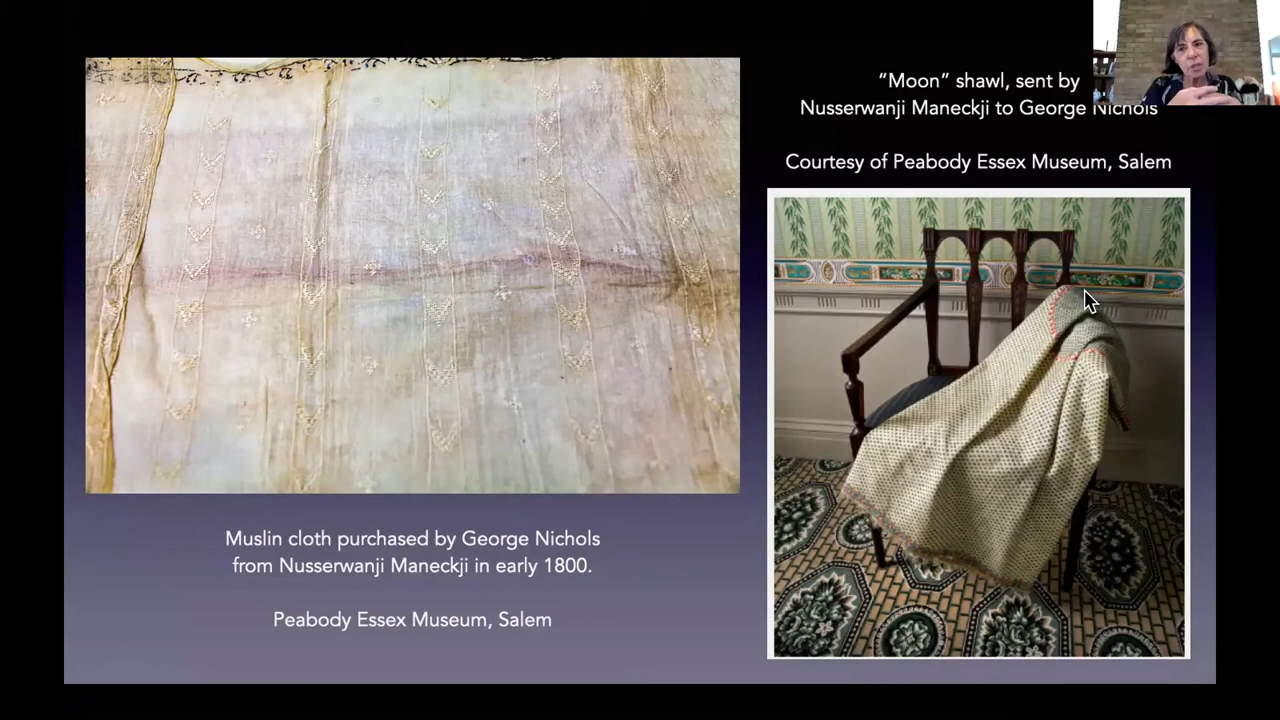 “Moon” shawl, sent by
Nusserwanji Maneckji to George Nichols
Courtesy of Peabody Essex Museum, Salem
Muslin cloth purchased by George Nichols
from Nusserwanji Maneckji in early 1800.
Peabody Essex Museum, Salem